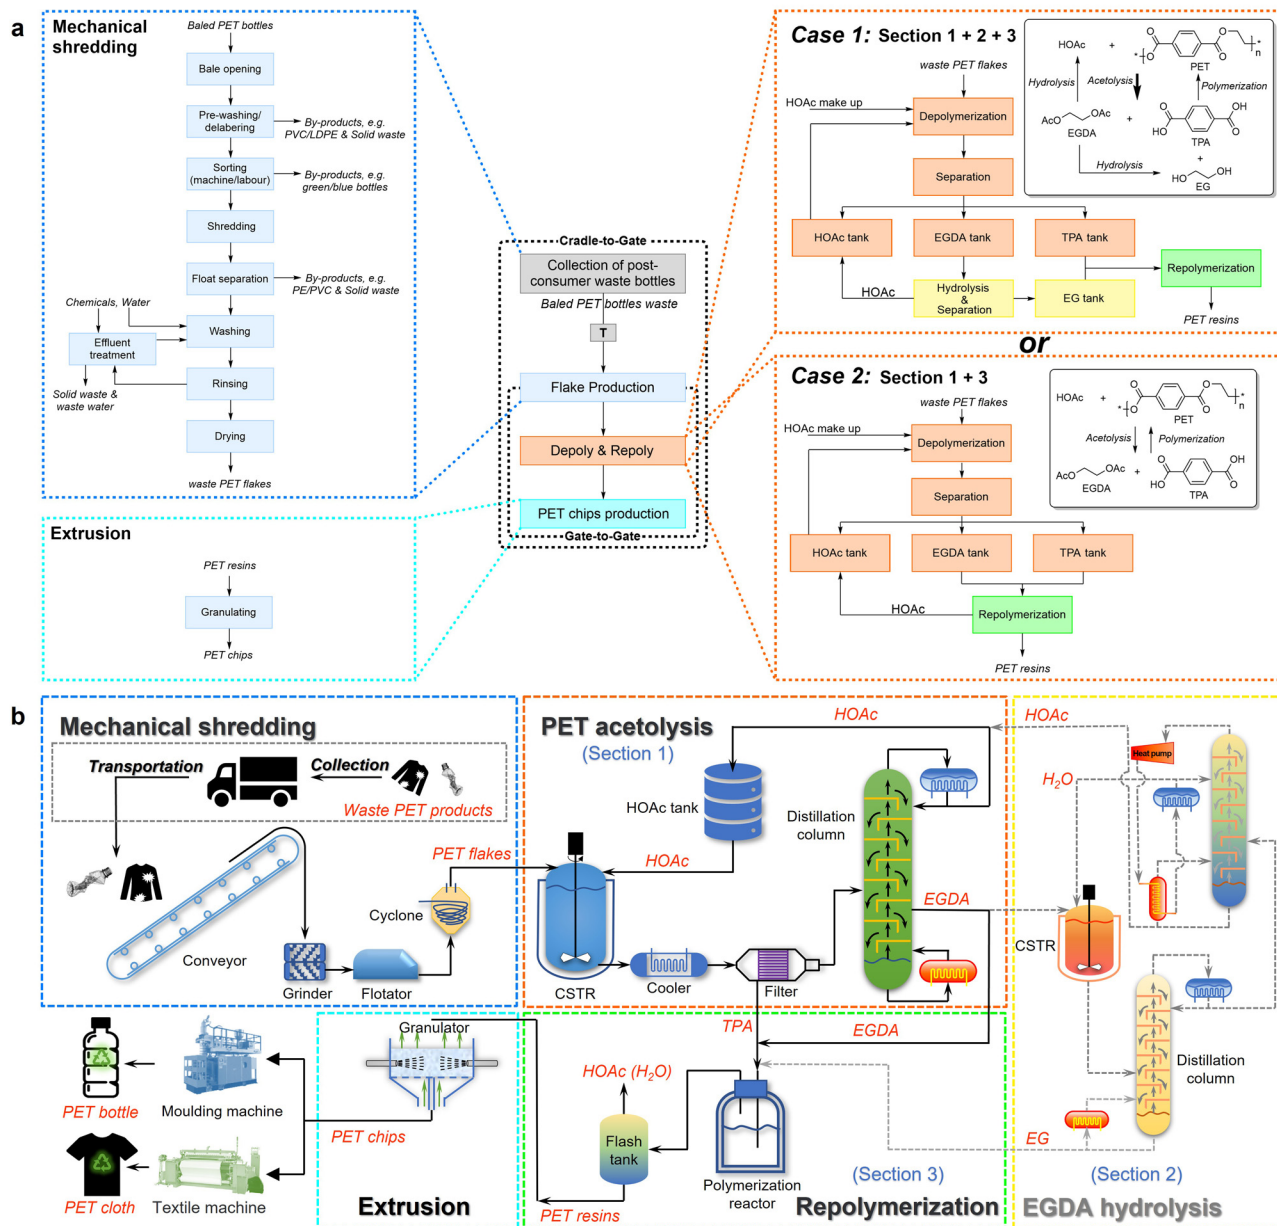 a
Mechanical
shredding
Baled PET bottles
Bale opening
Pre-washing/
delabering
By-products, e.g.
PVC/LDPE & Solid waste
Sorting
(machine/labour)
By-products, e.g.
green/blue bottles
Shredding
Float separation
By-products, e.g.
PE/PVC & Solid waste
Chemicals, Water
Washing
Effluent
treatment
Rinsing
Solid waste &
waste water
Drying
waste PET flakes
Extrusion
PET resins
Granulating
PET chips
Cradle-to-Gate
Collection of post-
consumer waste bottles
Baled PET bottles waste
T
Flake Production
Depoly & Repoly
PET chips production
Gate-to-Gate
Case 1: Section 1 + 2 + 3
waste PET flakes
HOAc make up
Depolymerization
Separation
HOAc tank
EGDA tank
TPA tank
Repolymerization
HOAc
Hydrolysis
&
Separation
EG tank
PET resins
HOAc
+
O
O
O
O
*
*
n
PET
Hydrolysis
Acetolysis
Polymerization
AcO
OAc
EGDA
+
O
OH
HO
O
TPA
+
Hydrolysis
HO
OH
EG
or
Case 2: Section 1 + 3
waste PET flakes
HOAc make up
Depolymerization
Separation
HOAc tank
EGDA tank
TPA tank
HOAc
Repolymerization
PET resins
HOAc
+
O
O
O
O
*
*
n
PET
Acetolysis
Polymerization
AcO
OAc
EGDA
+
O
OH
HO
O
TPA
b
Mechanical shredding
Transportation
Collection
Waste PET products
PET flakes
Cyclone
Conveyor
Grinder
Flotator
PET acetolysis
(Section 1)
HOAc
HOAc tank
HOAc
Distillation
column
EGDA
CSTR
Cooler
Filter
TPA
EGDA
HOAc
Heat pump
H₂O
CSTR
Distillation
column
EG
(Section 2)
EGDA hydrolysis
Granulator
PET bottle
Moulding machine
PET chips
PET cloth
Textile machine
Extrusion
HOAc (H₂O)
Flash
tank
PET resins
Polymerization
reactor
(Section 3)
Repolymerization